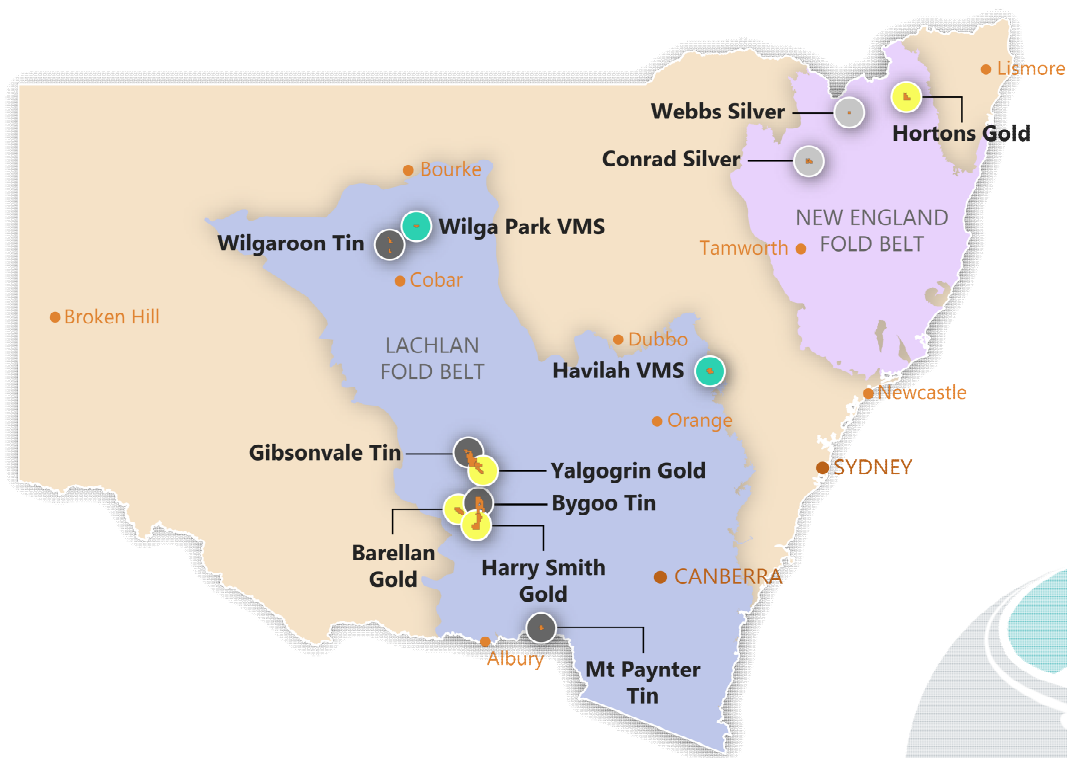 Lismore
Webbs Silver
Hortons Gold
Conrad Silver
Bourke
NEW ENGLAND
FOLD BELT
Wilga Park VMS
Wilgaroon Tin
Tamworth
Cobar
Broken Hill
Dubbo
LACHLAN
FOLD BELT
Havilah VMS
Newcastle
Orange
Gibsonvale Tin
Yalgogrin Gold
SYDNEY
Bygoo Tin
Barellan
Gold
Harry Smith
Gold
CANBERRA
Albury
Mt Paynter
Tin